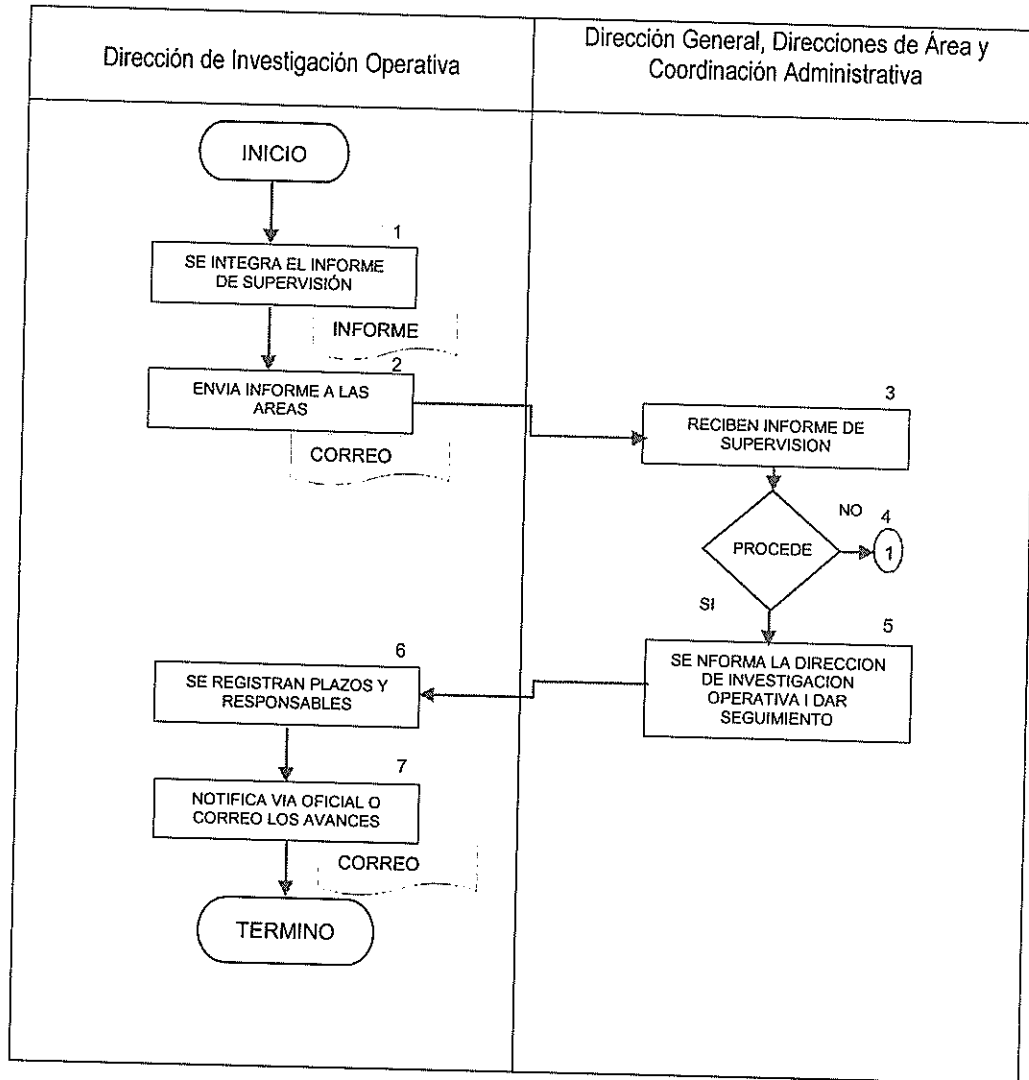 Dirección de Investigación Operativa
Dirección General, Direcciones de Área y
Coordinación Administrativa
INICIO
1
SE INTEGRA EL INFORME
DE SUPERVISIÓN
INFORME
2
ENVIA INFORME A LAS
AREAS
CORREO
3
RECIBEN INFORME DE
SUPERVISION
PROCEDE
NO
4
1
SI
5
SE NFORMA LA DIRECCION
DE INVESTIGACION
OPERATIVA I DAR
SEGUIMIENTO
6
SE REGISTRAN PLAZOS Y
RESPONSABLES
7
NOTIFICA VIA OFICIAL O
CORREO LOS AVANCES
CORREO
TERMINO